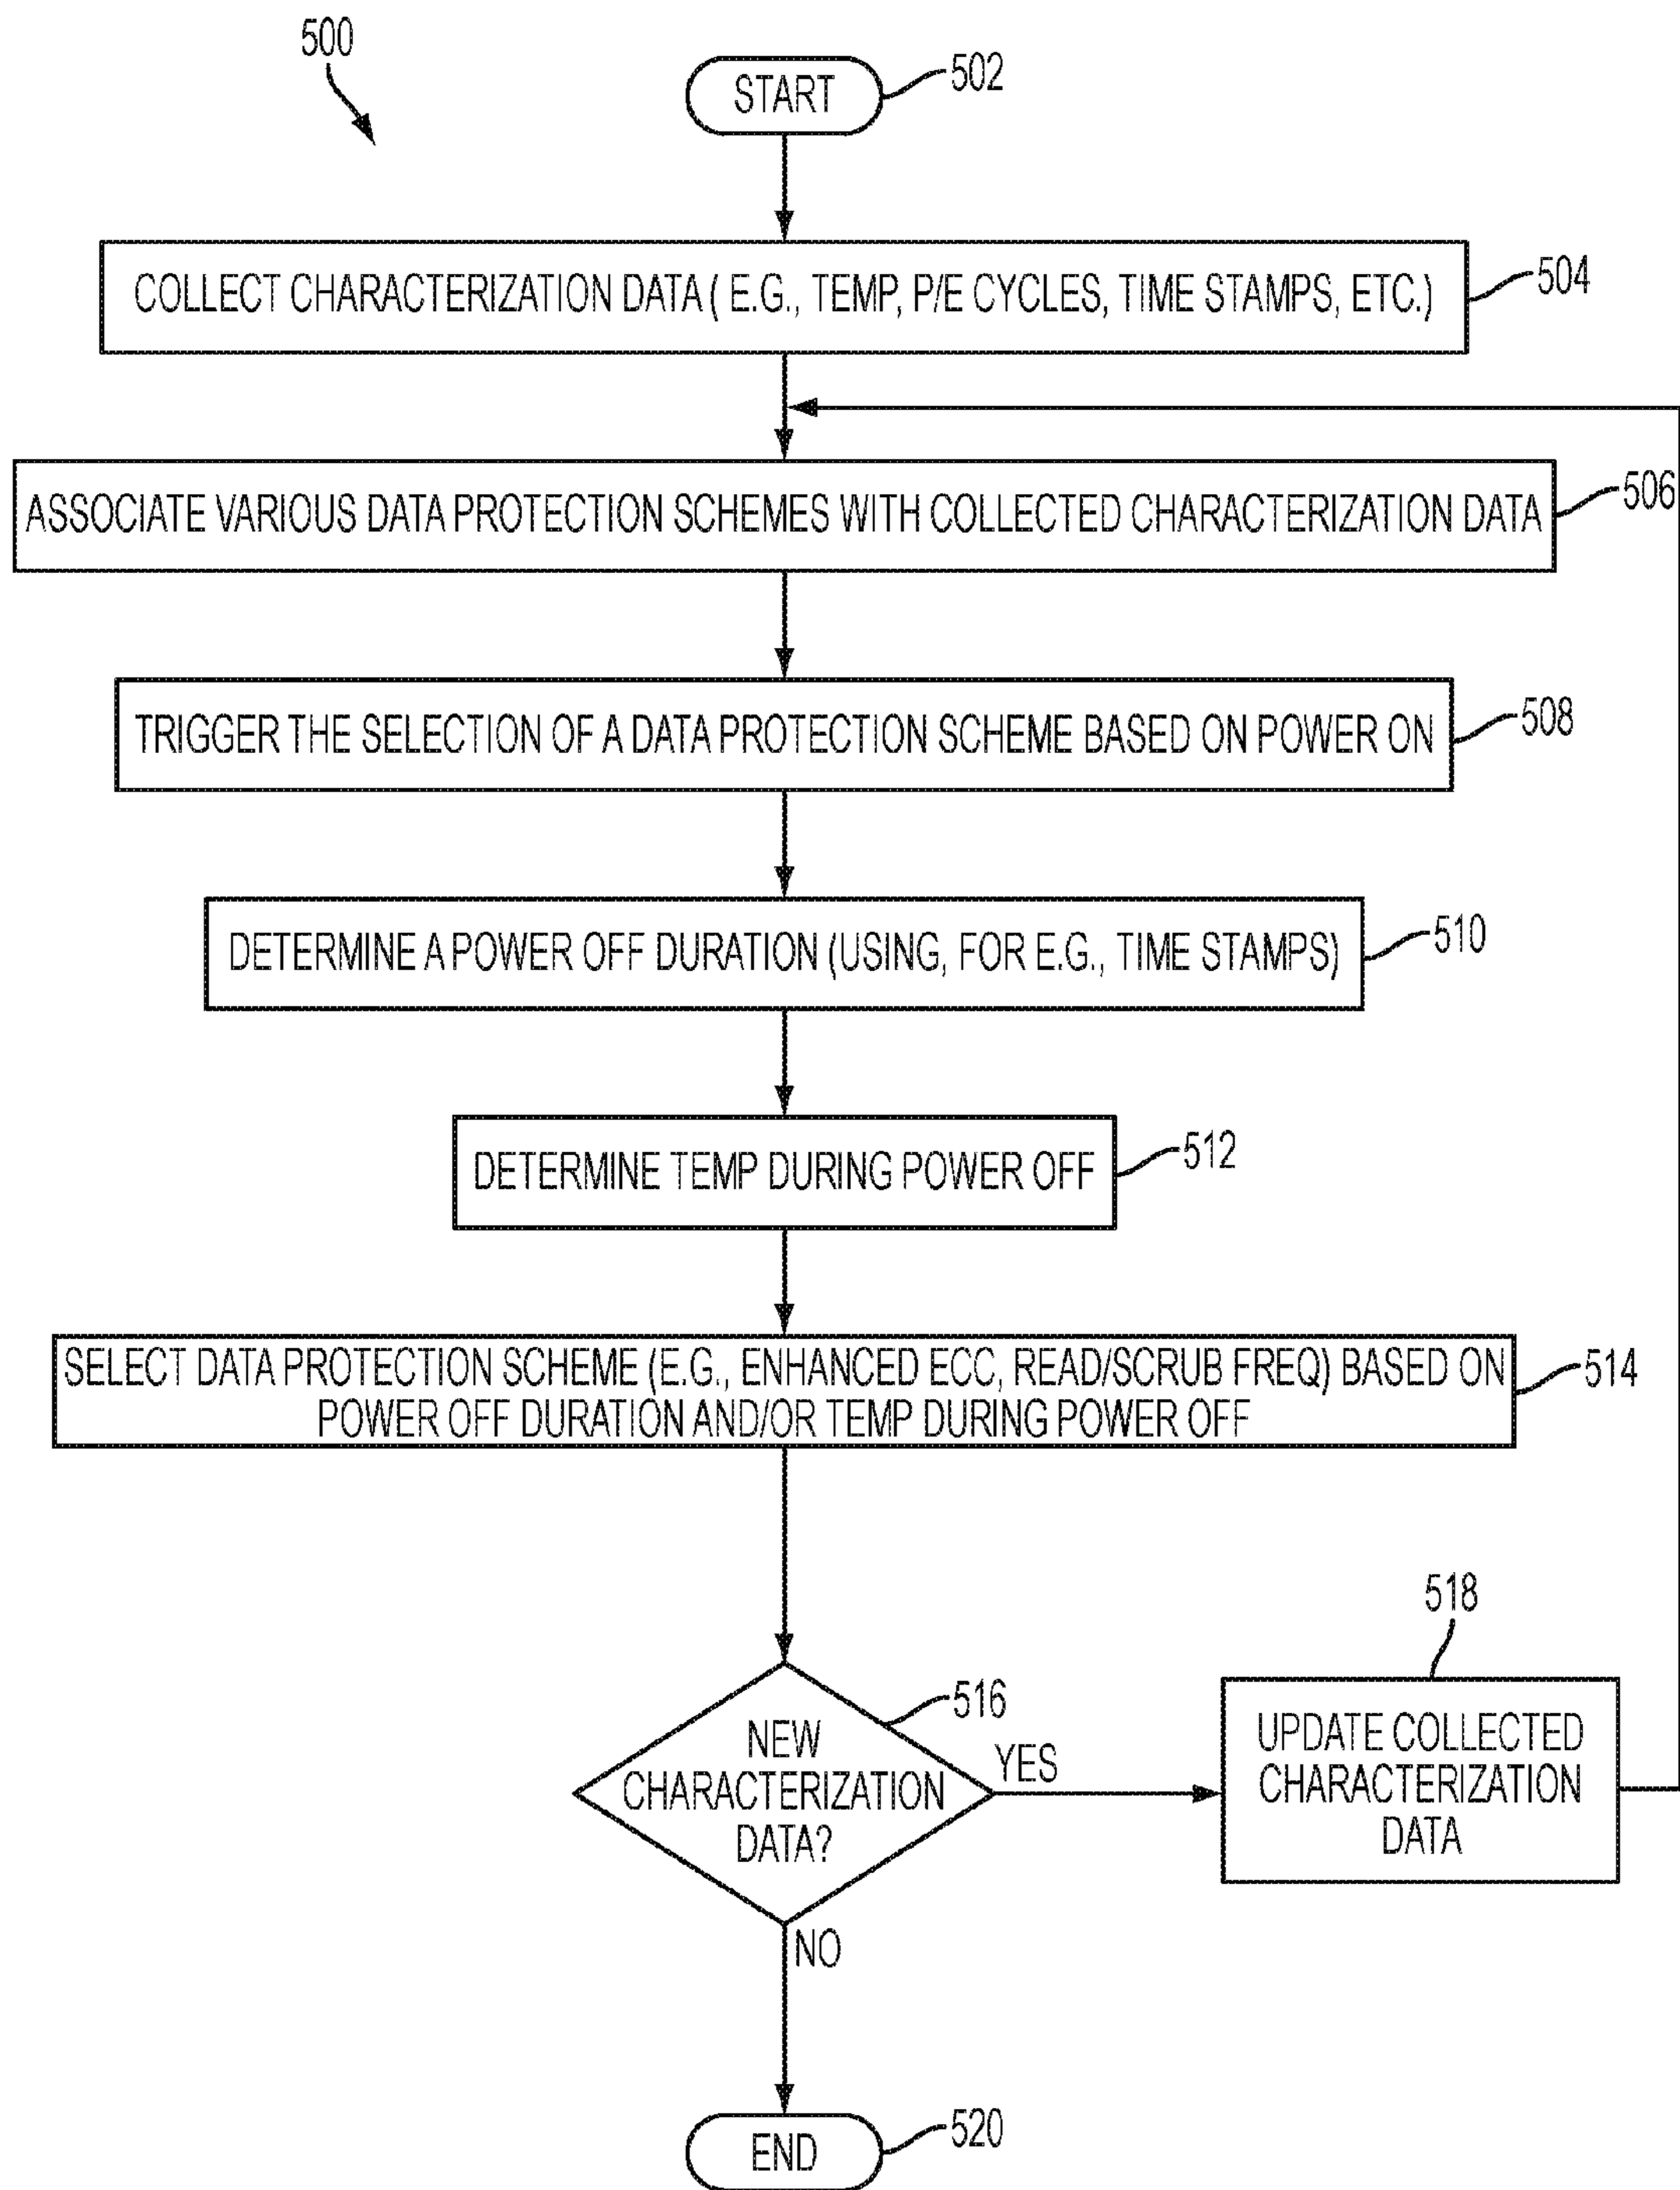 500
START
502
COLLECT CHARACTERIZATION DATA ( E.G., TEMP, P/E CYCLES, TIME STAMPS, ETC.)
504
ASSOCIATE VARIOUS DATA PROTECTION SCHEMES WITH COLLECTED CHARACTERIZATION DATA
506
TRIGGER THE SELECTION OF A DATA PROTECTION SCHEME BASED ON POWER ON
508
DETERMINE A POWER OFF DURATION (USING, FOR E.G., TIME STAMPS)
510
DETERMINE TEMP DURING POWER OFF
512
SELECT DATA PROTECTION SCHEME (E.G., ENHANCED ECC, READ/SCRUB FREQ) BASED ON
POWER OFF DURATION AND/OR TEMP DURING POWER OFF
514
NEW
CHARACTERIZATION
DATA?
516
YES
518
UPDATE COLLECTED
CHARACTERIZATION
DATA
NO
END
520